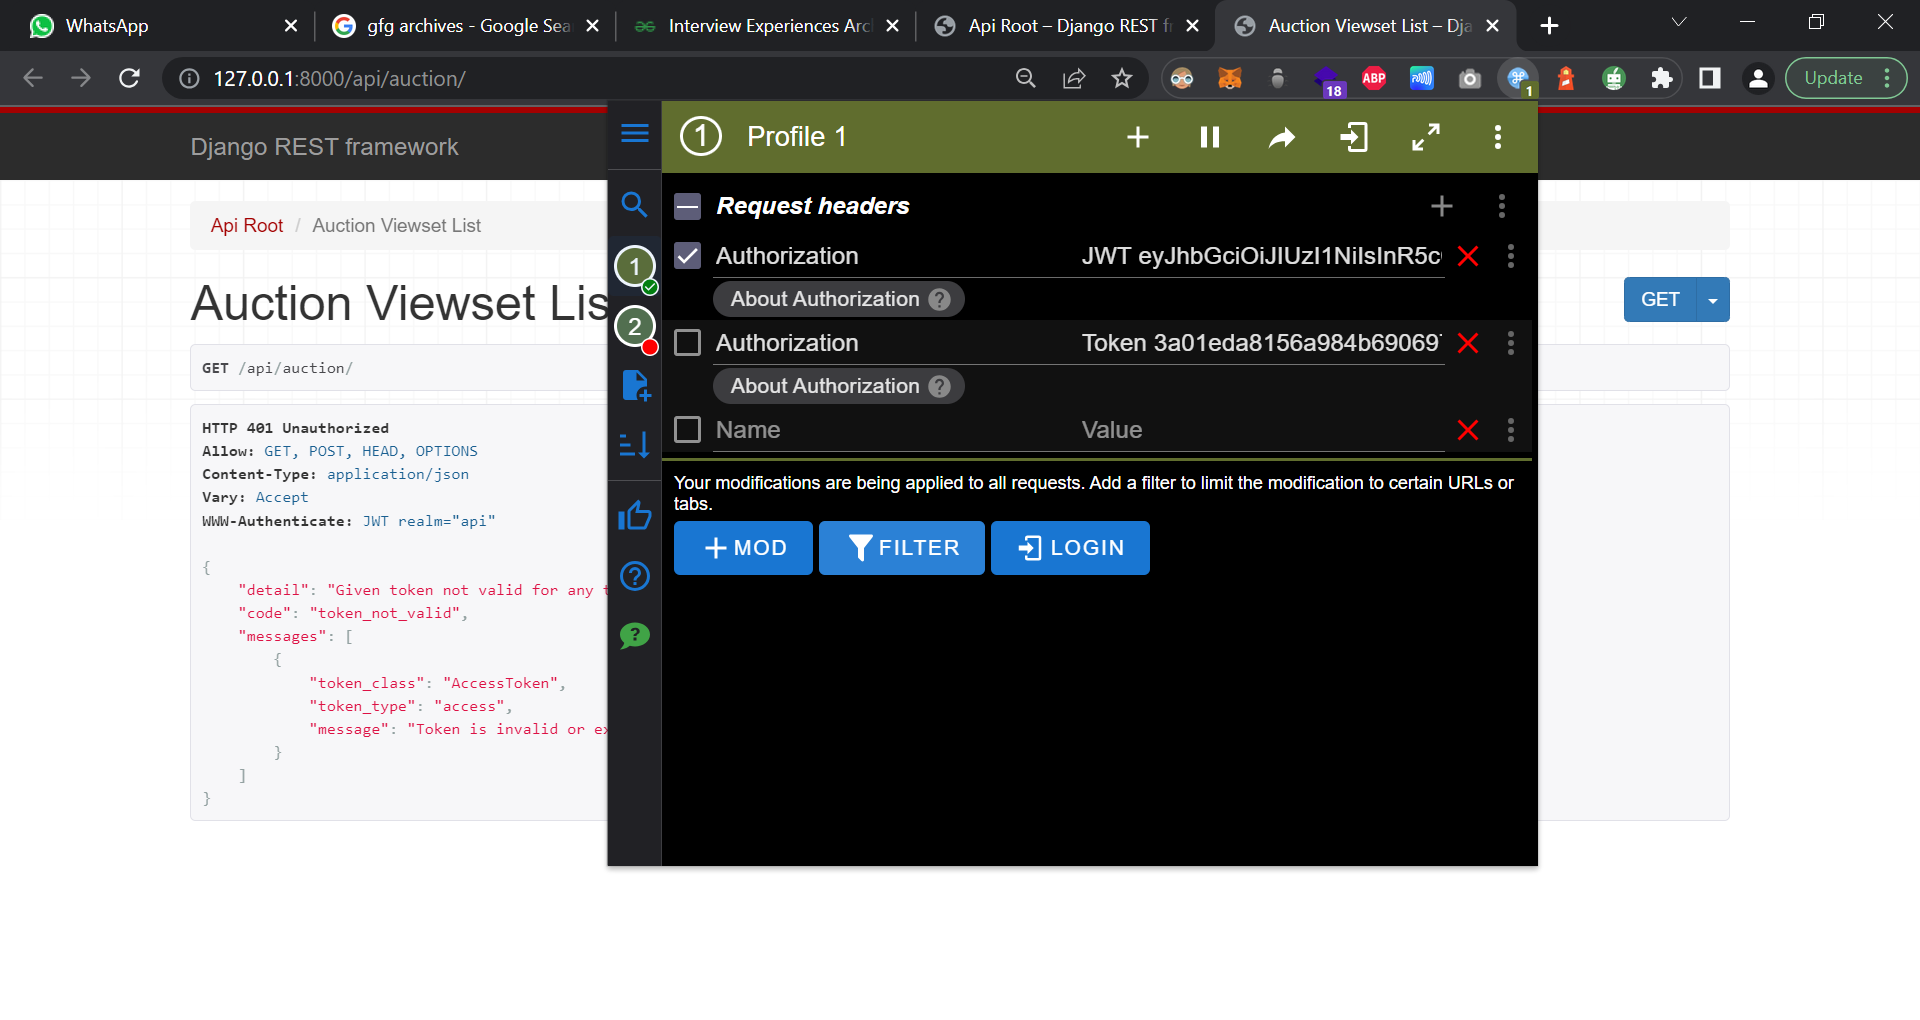 WhatsApp
gfg archives - Google Sea
Interview Experiences Arc
Api Root – Django REST f
Auction Viewset List – Dja
127.0.0.1:8000/api/auction/
18
ABP
1
Update
Django REST framework
1 Profile 1
Api Root / Auction Viewset List
Request headers
1
2
Authorization JWT eyJhbGciOiJIUzI1NiIsInR5c
About Authorization ?
Authorization Token 3a01eda8156a984b69069
About Authorization ?
Name Value
Your modifications are being applied to all requests. Add a filter to limit the modification to certain URLs or
tabs.
MOD
FILTER
LOGIN
Auction Viewset Lis
GET
GET /api/auction/
HTTP 401 Unauthorized
Allow: GET, POST, HEAD, OPTIONS
Content-Type: application/json
Vary: Accept
WWW-Authenticate: JWT realm="api"
{
"detail": "Given token not valid for any t
"code": "token_not_valid",
"messages": [
{
"token_class": "AccessToken",
"token_type": "access",
"message": "Token is invalid or ex
}
]
}